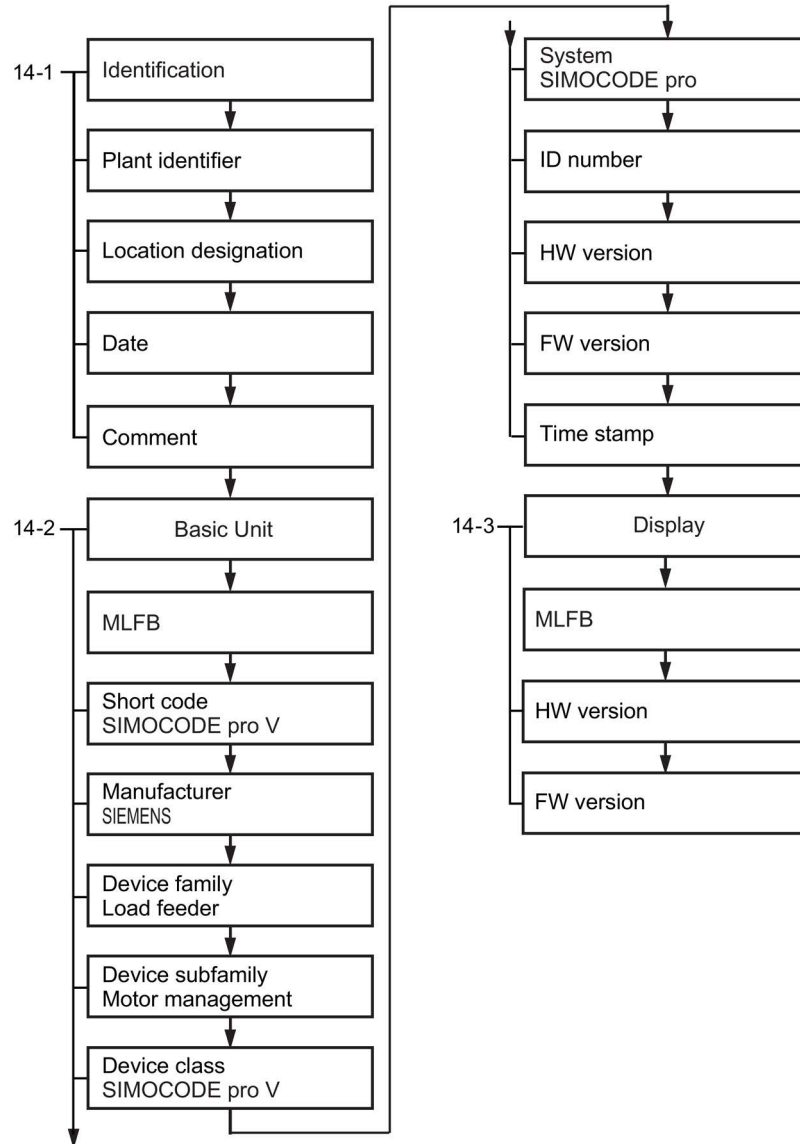 14-1
Identification
Plant identifier
Location designation
Date
Comment
14-2
Basic Unit
MLFB
Short code
SIMOCODE pro V
Manufacturer
SIEMENS
Device family
Load feeder
Device subfamily
Motor management
Device class
SIMOCODE pro V
System
SIMOCODE pro
ID number
HW version
FW version
Time stamp
14-3
Display
MLFB
HW version
FW version